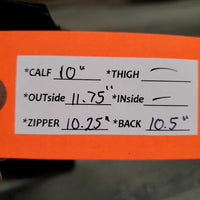 *CALF 10" *THIGH —
*OUTside 11.75" *INside —
*ZIPPER 10.25" *BACK 10.5"